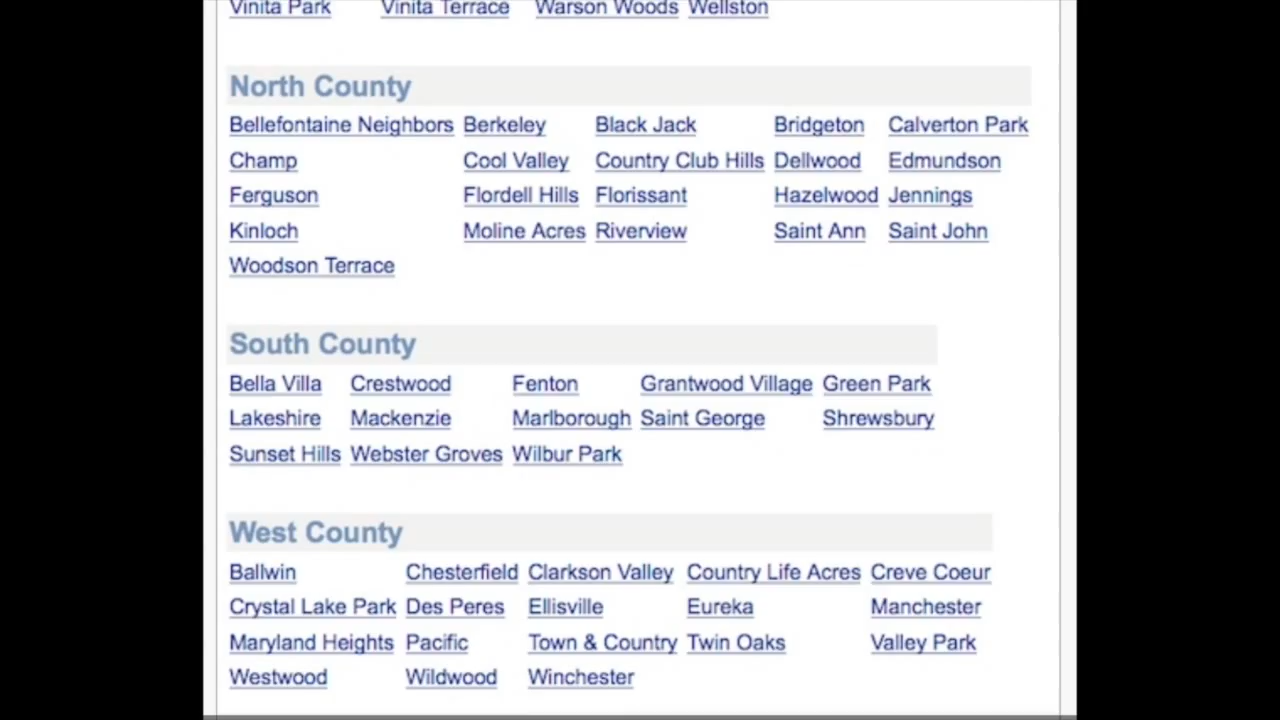 Vinita Park Vinita Terrace Warson Woods Wellston
North County
Bellefontaine Neighbors Berkeley Black Jack Bridgeton Calverton Park
Champ Cool Valley Country Club Hills Dellwood Edmundson
Ferguson Flordell Hills Florissant Hazelwood Jennings
Kinloch Moline Acres Riverview Saint Ann Saint John
Woodson Terrace
South County
Bella Villa Crestwood Fenton Grantwood Village Green Park
Lakeshire Mackenzie Marlborough Saint George Shrewsbury
Sunset Hills Webster Groves Wilbur Park
West County
Ballwin Chesterfield Clarkson Valley Country Life Acres Creve Coeur
Crystal Lake Park Des Peres Ellisville Eureka Manchester
Maryland Heights Pacific Town & Country Twin Oaks Valley Park
Westwood Wildwood Winchester